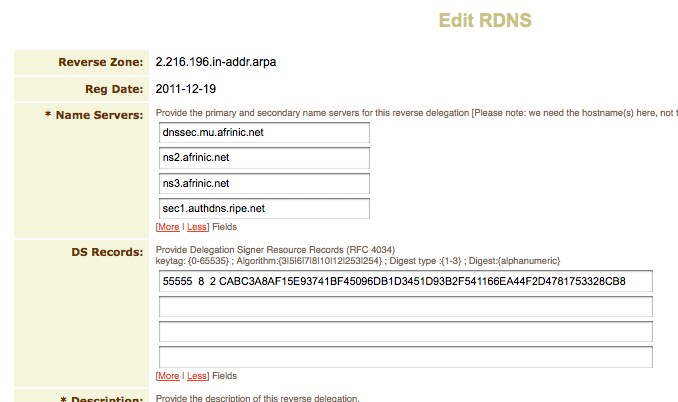 Edit RDNS
Reverse Zone: 2.216.196.in-addr.arpa
Reg Date: 2011-12-19
* Name Servers: Provide the primary and secondary name servers for this reverse delegation [Please note: we need the hostname(s) here, not
dnssec.mu.afrinic.net
ns2.afrinic.net
ns3.afrinic.net
sec1.authdns.ripe.net
[More | Less] Fields
DS Records: Provide Delegation Signer Resource Records (RFC 4034)
keytag: {0-65535} ; Algorithm:{3|5|6|7|8|10|12|253|254} ; Digest type :{1-3} ; Digest:{alphanumeric}
55555 8 2 CABC3A8AF15E93741BF45096DB1D3451D93B2F541166EA44F2D4781753328CB8
[More | Less] Fields
* Description: Provide the description of this reverse delegation.